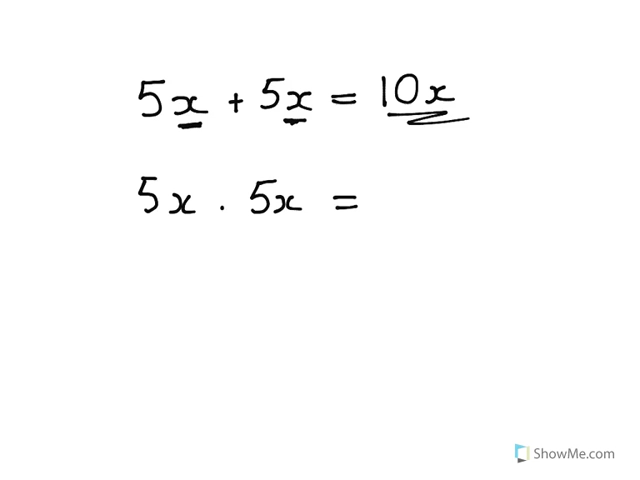 5x + 5x = 10x
5x . 5x =
ShowMe.com